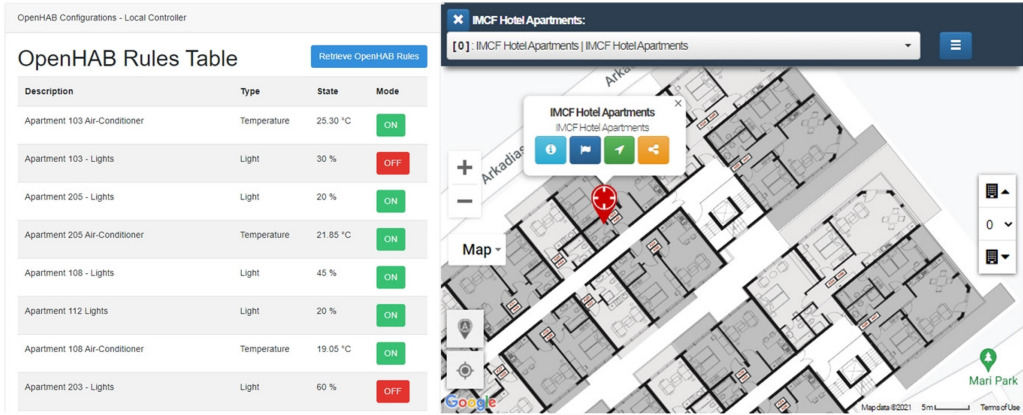 OpenHAB Configurations - Local Controller
OpenHAB Rules Table
Retrieve OpenHAB Rules
Description Type State Mode
Apartment 103 Air-Conditioner Temperature 25.30 °C ON
Apartment 103 - Lights Light 30 % OFF
Apartment 205 - Lights Light 20 % ON
Apartment 205 Air-Conditioner Temperature 21.85 °C ON
Apartment 108 - Lights Light 45 % ON
Apartment 112 Lights Light 20 % ON
Apartment 108 Air-Conditioner Temperature 19.05 °C ON
Apartment 203 - Lights Light 60 % OFF
IMCF Hotel Apartments:
[0]: IMCF Hotel Apartments | IMCF Hotel Apartments
Arkadias
IMCF Hotel Apartments
IMCF Hotel Apartments
0
Map
Mari Park
Google
Map data ©2021 5 m Terms of Use